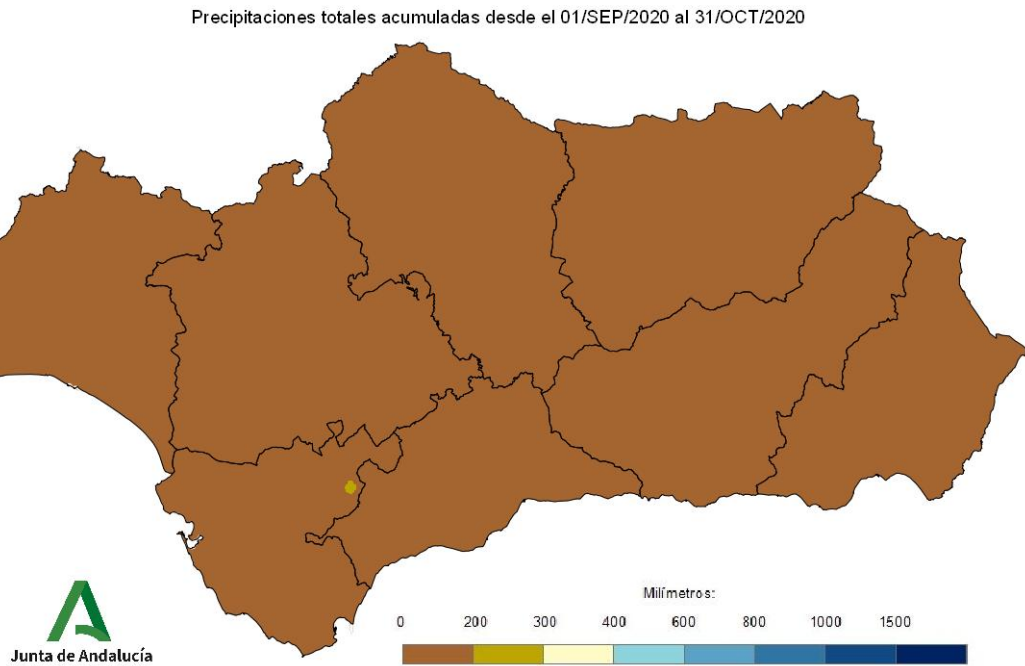 Precipitaciones totales acumuladas desde el 01/SEP/2020 al 31/OCT/2020
Milímetros:
0 200 300 400 600 800 1000 1500
Junta de Andalucía